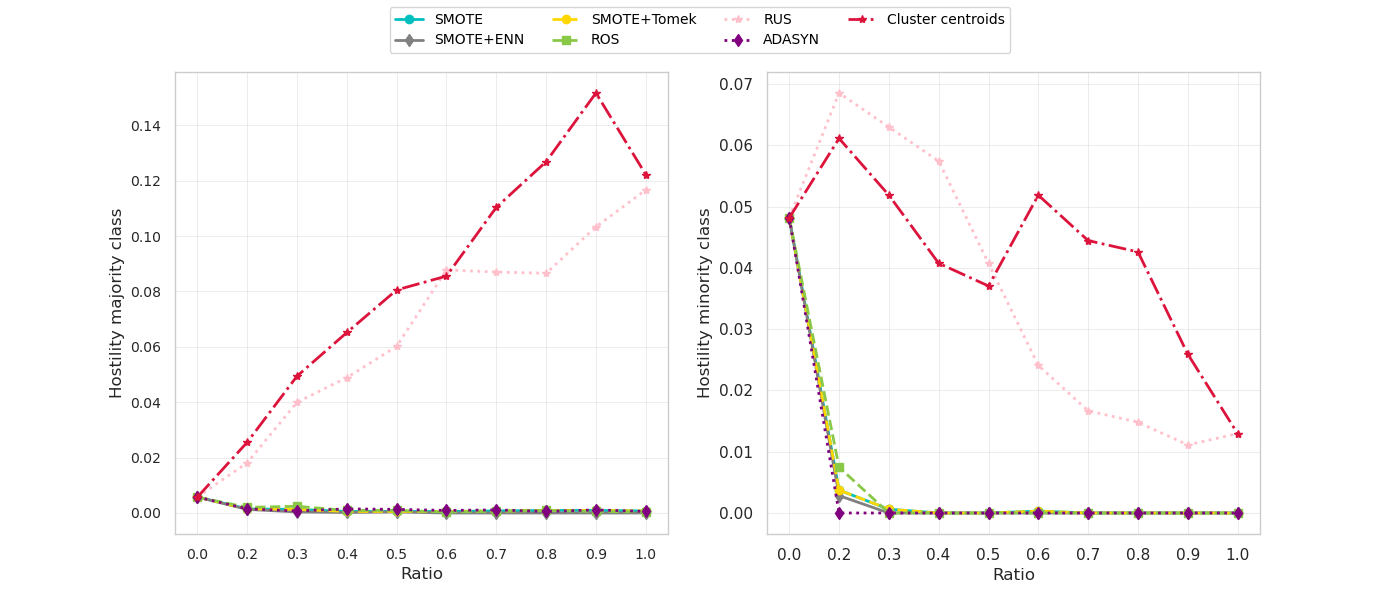 SMOTE SMOTE+Tomek RUS Cluster centroids
SMOTE+ENN ROS ADASYN
Hostility majority class
0.14
0.12
0.10
0.08
0.06
0.04
0.02
0.00
0.0 0.2 0.3 0.4 0.5 0.6 0.7 0.8 0.9 1.0
Ratio
Hostility minority class
0.07
0.06
0.05
0.04
0.03
0.02
0.01
0.00
0.0 0.2 0.3 0.4 0.5 0.6 0.7 0.8 0.9 1.0
Ratio